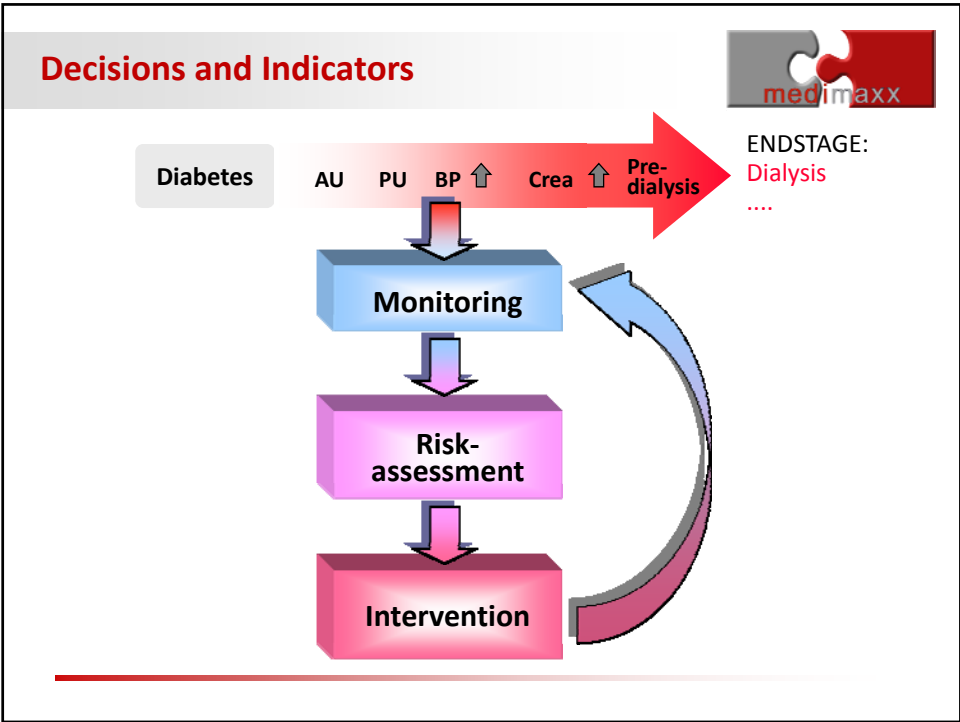 Decisions and Indicators
medimaxx
Diabetes
AU PU BP Crea Pre-
dialysis
ENDSTAGE:
Dialysis
....
Monitoring
Risk-
assessment
Intervention